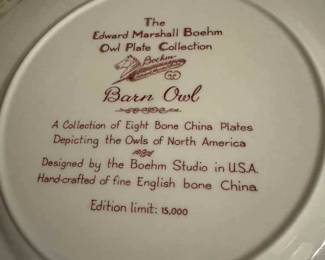 The
Edward Marshall Boehm
Owl Plate Collection
Boehm
Barn Owl
A Collection of Eight Bone China Plates
Depicting the Owls of North America
Designed by the Boehm Studio in U.S.A.
Hand-crafted of fine English bone China
Edition limit: 15,000